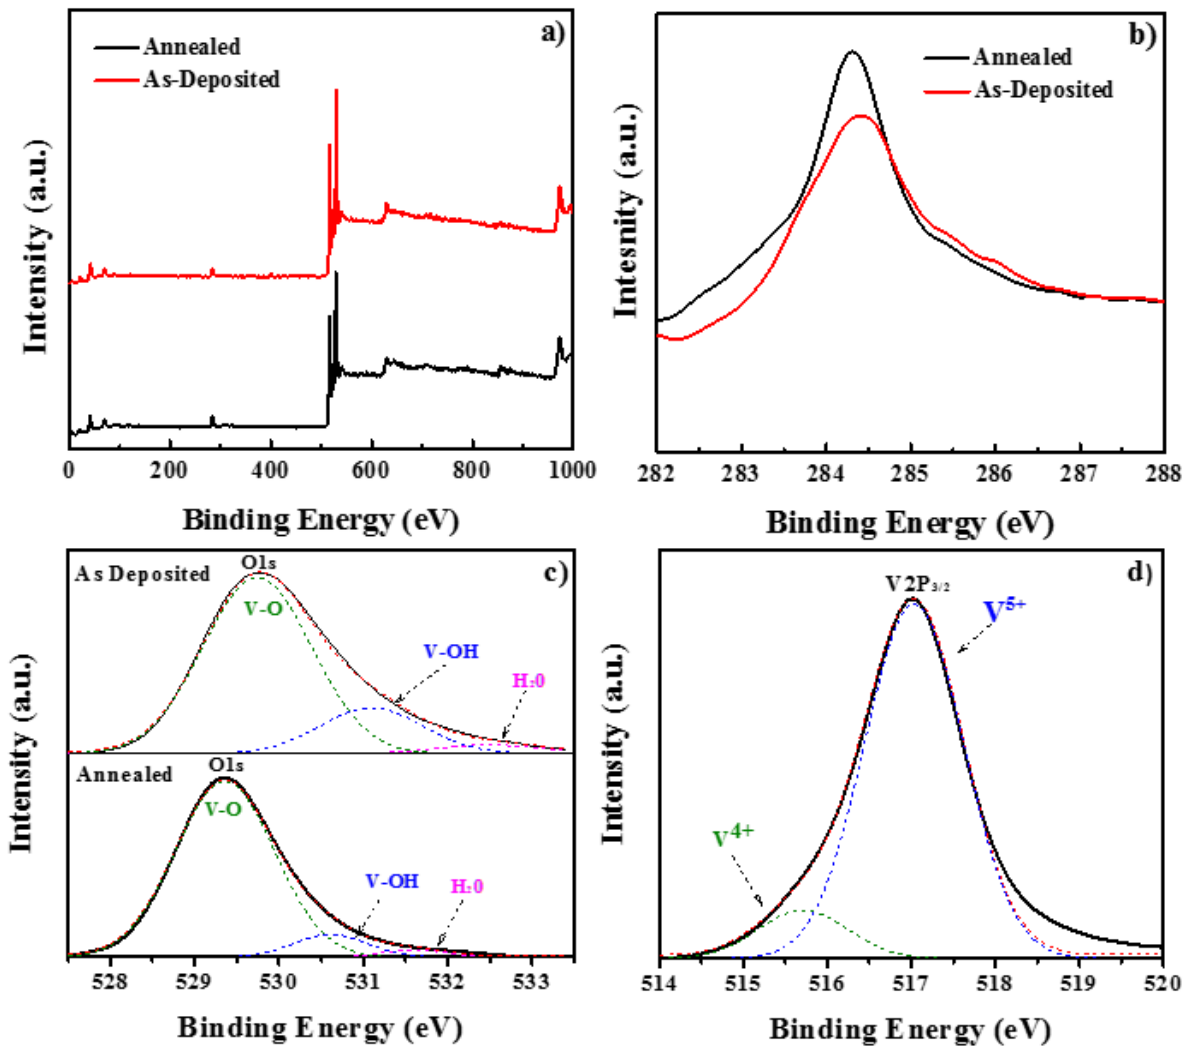 a)
Annealed
As-Deposited
Intensity (a.u.)
0 200 400 600 800 1000
Binding Energy (eV)
b)
Annealed
As-Deposited
Intesnity (a.u.)
282 283 284 285 286 287 288
Binding Energy (eV)
c)
As Deposited
O1s
V-O
V-OH
H₂0
Annealed
O1s
V-O
V-OH
H₂0
Intensity (a.u.)
528 529 530 531 532 533
Binding Energy (eV)
d)
V 2P₃/₂
V⁵⁺
V⁴⁺
Intensity (a.u.)
514 515 516 517 518 519 520
Binding Energy (eV)